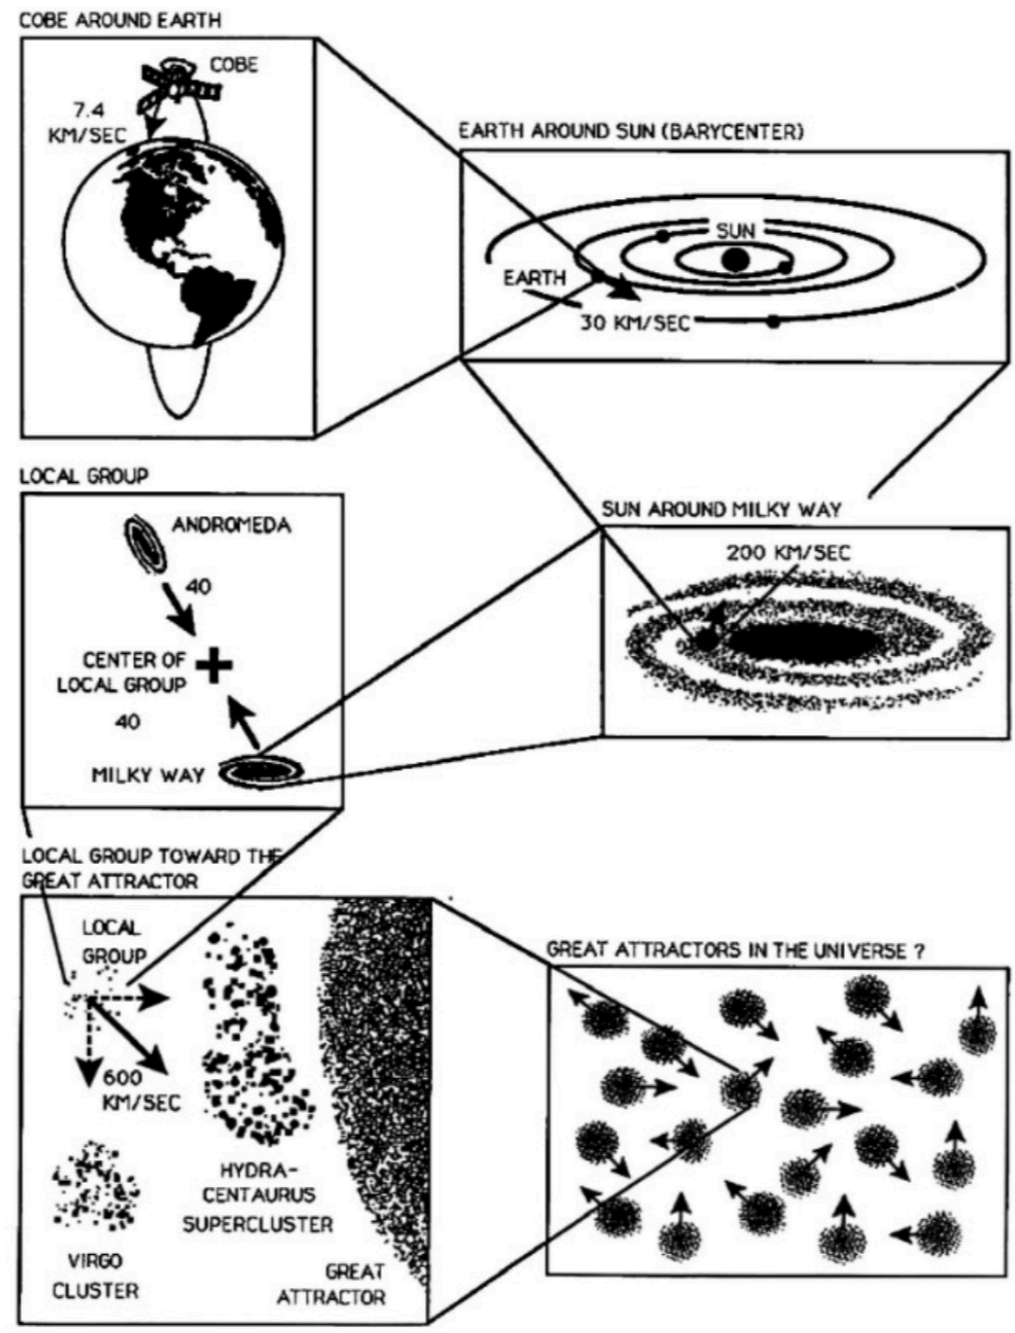 COBE AROUND EARTH
COBE
7.4
KM/SEC
EARTH AROUND SUN (BARYCENTER)
SUN
EARTH
30 KM/SEC
LOCAL GROUP
ANDROMEDA
40
CENTER OF
LOCAL GROUP
40
MILKY WAY
SUN AROUND MILKY WAY
200 KM/SEC
LOCAL GROUP TOWARD THE
GREAT ATTRACTOR
LOCAL
GROUP
600
KM/SEC
HYDRA-
CENTAURUS
SUPERCLUSTER
VIRGO
CLUSTER
GREAT
ATTRACTOR
GREAT ATTRACTORS IN THE UNIVERSE ?